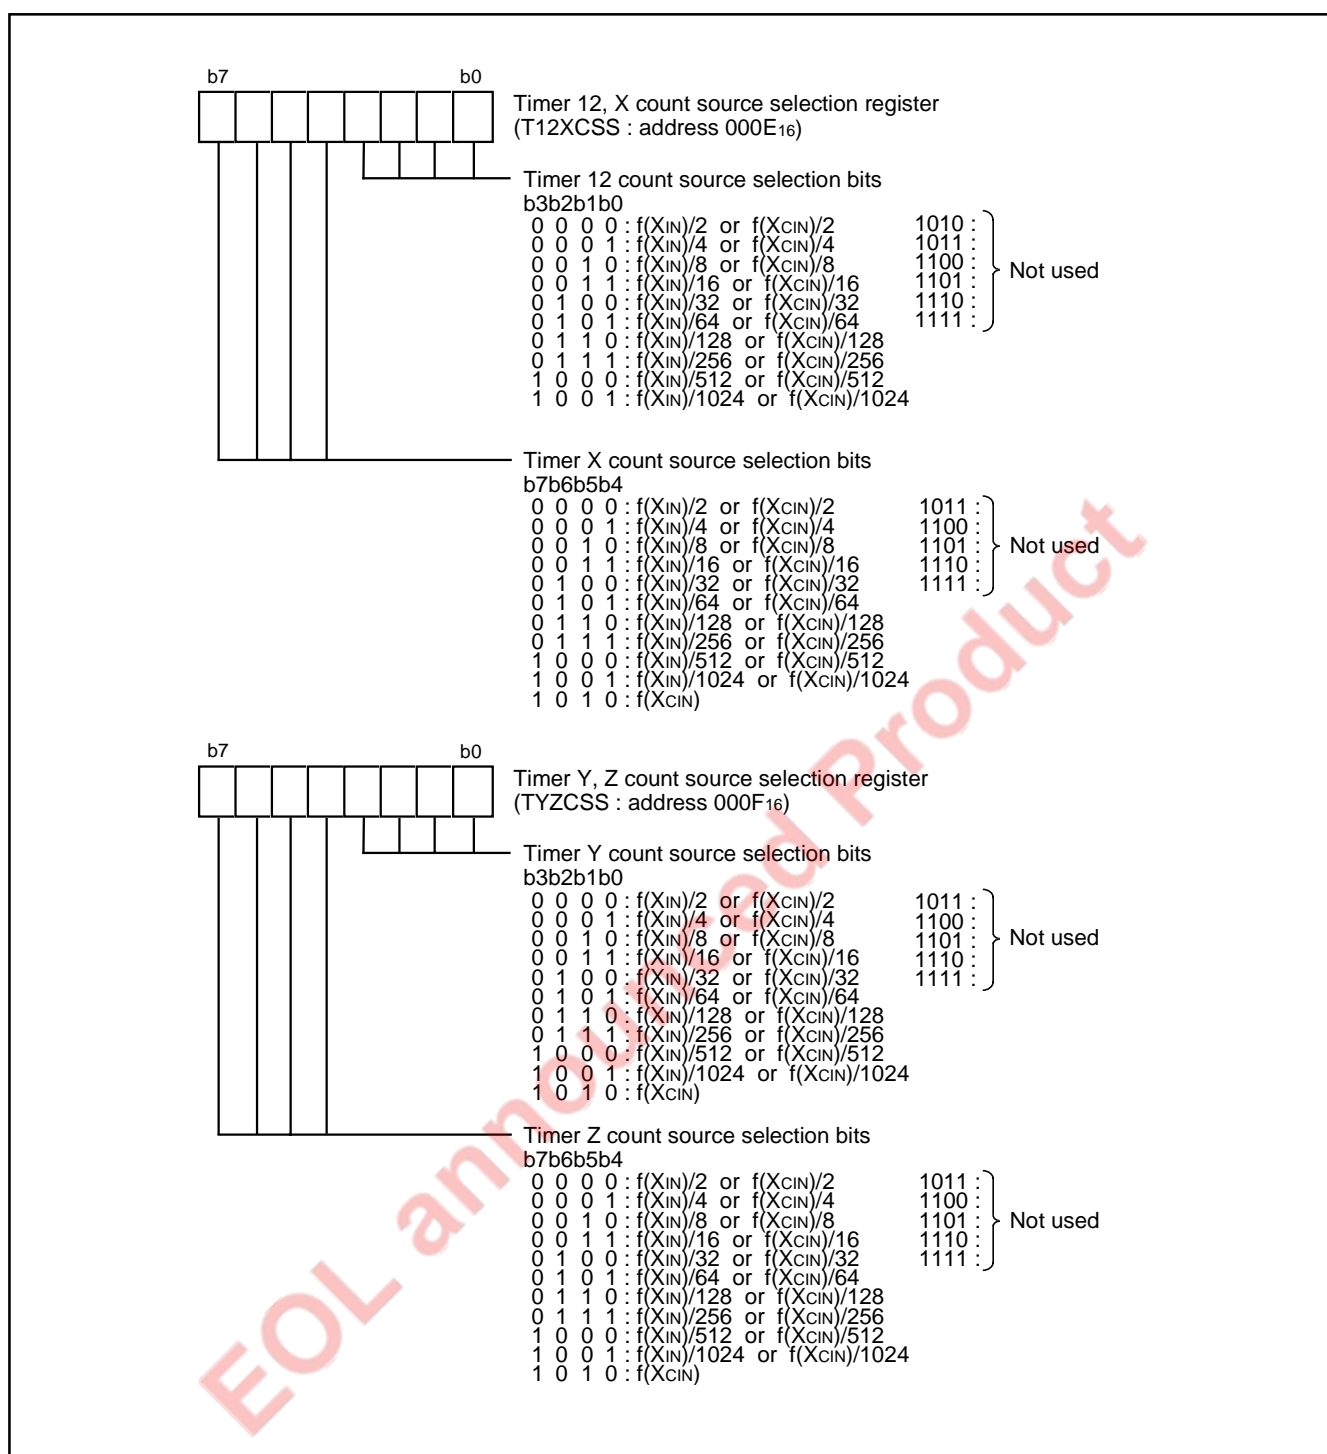 b7 b0
Timer 12, X count source selection register
(T12XCSS : address 000E16)
Timer 12 count source selection bits
b3b2b1b0
0 0 0 0 : f(XIN)/2 or f(XCIN)/2 1010 :
0 0 0 1 : f(XIN)/4 or f(XCIN)/4 1011 :
0 0 1 0 : f(XIN)/8 or f(XCIN)/8 1100 :
Not used
0 0 1 1 : f(XIN)/16 or f(XCIN)/16 1101 :
0 1 0 0 : f(XIN)/32 or f(XCIN)/32 1110 :
0 1 0 1 : f(XIN)/64 or f(XCIN)/64 1111 :
0 1 1 0 : f(XIN)/128 or f(XCIN)/128
0 1 1 1 : f(XIN)/256 or f(XCIN)/256
1 0 0 0 : f(XIN)/512 or f(XCIN)/512
1 0 0 1 : f(XIN)/1024 or f(XCIN)/1024
Timer X count source selection bits
b7b6b5b4
0 0 0 0 : f(XIN)/2 or f(XCIN)/2 1011 :
0 0 0 1 : f(XIN)/4 or f(XCIN)/4 1100 :
0 0 1 0 : f(XIN)/8 or f(XCIN)/8 1101 : Not used
0 0 1 1 : f(XIN)/16 or f(XCIN)/16 1110 :
0 1 0 0 : f(XIN)/32 or f(XCIN)/32 1111 :
0 1 0 1 : f(XIN)/64 or f(XCIN)/64
0 1 1 0 : f(XIN)/128 or f(XCIN)/128
0 1 1 1 : f(XIN)/256 or f(XCIN)/256
1 0 0 0 : f(XIN)/512 or f(XCIN)/512
1 0 0 1 : f(XIN)/1024 or f(XCIN)/1024
1 0 1 0 : f(XCIN)
b7 b0
Timer Y, Z count source selection register
(TYZCSS : address 000F16)
Timer Y count source selection bits
b3b2b1b0
0 0 0 0 : f(XIN)/2 or f(XCIN)/2 1011 :
0 0 0 1 : f(XIN)/4 or f(XCIN)/4 1100 :
0 0 1 0 : f(XIN)/8 or f(XCIN)/8 1101 : Not used
0 0 1 1 : f(XIN)/16 or f(XCIN)/16 1110 :
0 1 0 0 : f(XIN)/32 or f(XCIN)/32 1111 :
0 1 0 1 : f(XIN)/64 or f(XCIN)/64
0 1 1 0 : f(XIN)/128 or f(XCIN)/128
0 1 1 1 : f(XIN)/256 or f(XCIN)/256
1 0 0 0 : f(XIN)/512 or f(XCIN)/512
1 0 0 1 : f(XIN)/1024 or f(XCIN)/1024
1 0 1 0 : f(XCIN)
Timer Z count source selection bits
b7b6b5b4
0 0 0 0 : f(XIN)/2 or f(XCIN)/2 1011 :
0 0 0 1 : f(XIN)/4 or f(XCIN)/4 1100 :
0 0 1 0 : f(XIN)/8 or f(XCIN)/8 1101 : Not used
0 0 1 1 : f(XIN)/16 or f(XCIN)/16 1110 :
0 1 0 0 : f(XIN)/32 or f(XCIN)/32 1111 :
0 1 0 1 : f(XIN)/64 or f(XCIN)/64
0 1 1 0 : f(XIN)/128 or f(XCIN)/128
0 1 1 1 : f(XIN)/256 or f(XCIN)/256
1 0 0 0 : f(XIN)/512 or f(XCIN)/512
1 0 0 1 : f(XIN)/1024 or f(XCIN)/1024
1 0 1 0 : f(XCIN)
EOL announced Product